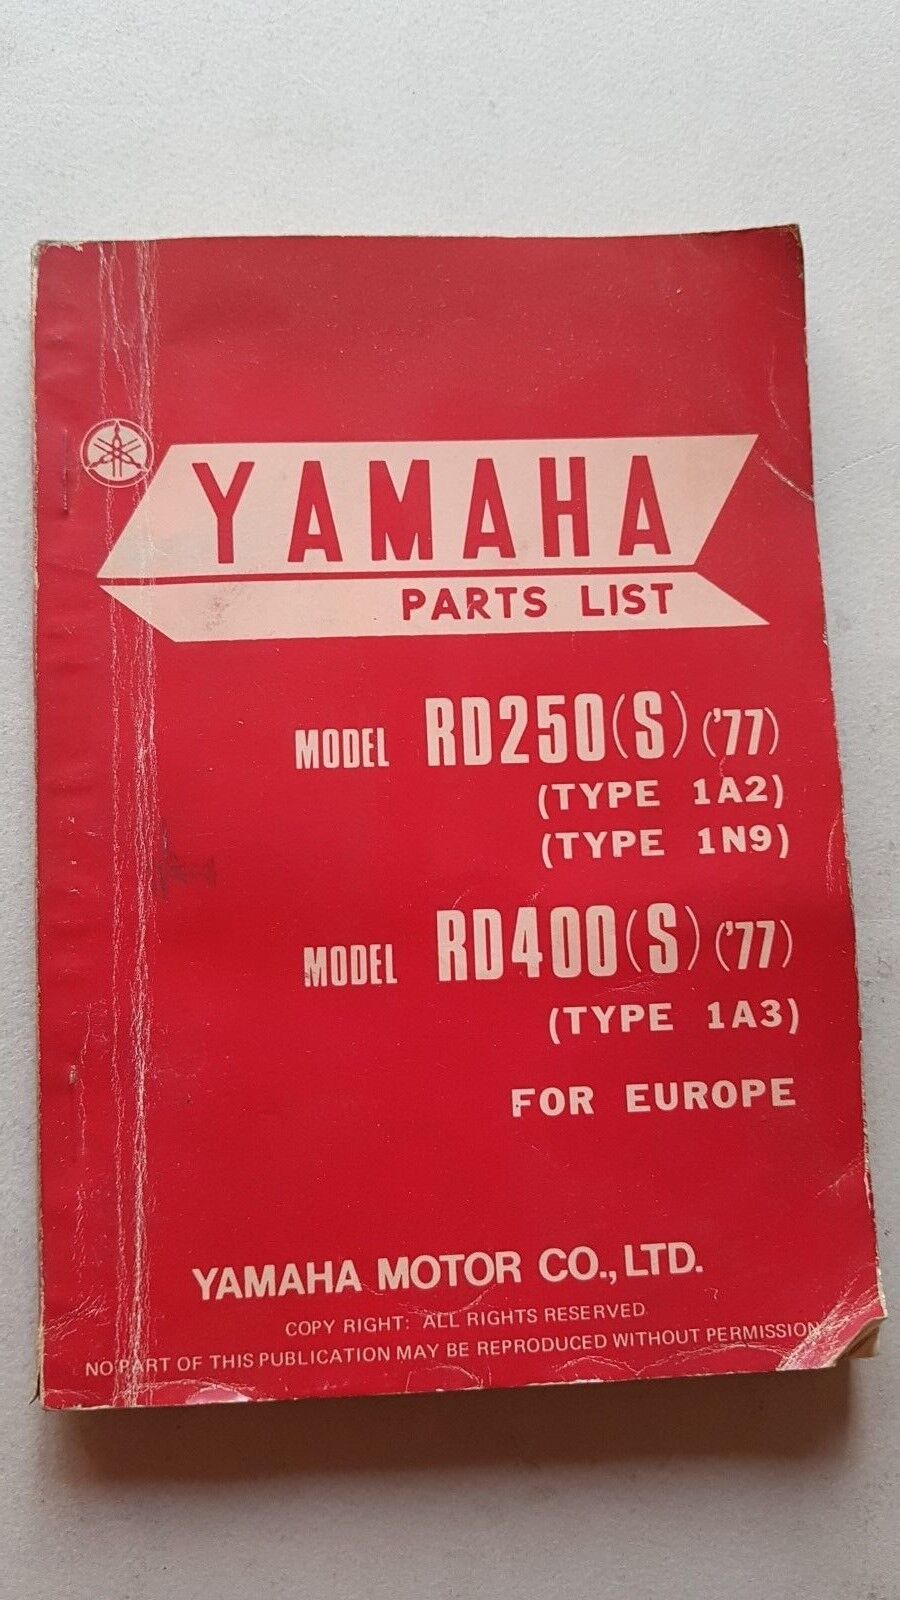 YAMAHA
PARTS LIST
MODEL RD250(S) ('77)
(TYPE 1A2)
(TYPE 1N9)
MODEL RD400(S) ('77)
(TYPE 1A3)
FOR EUROPE
YAMAHA MOTOR CO., LTD.
COPY RIGHT: ALL RIGHTS RESERVED
NO PART OF THIS PUBLICATION MAY BE REPRODUCED WITHOUT PERMISSION